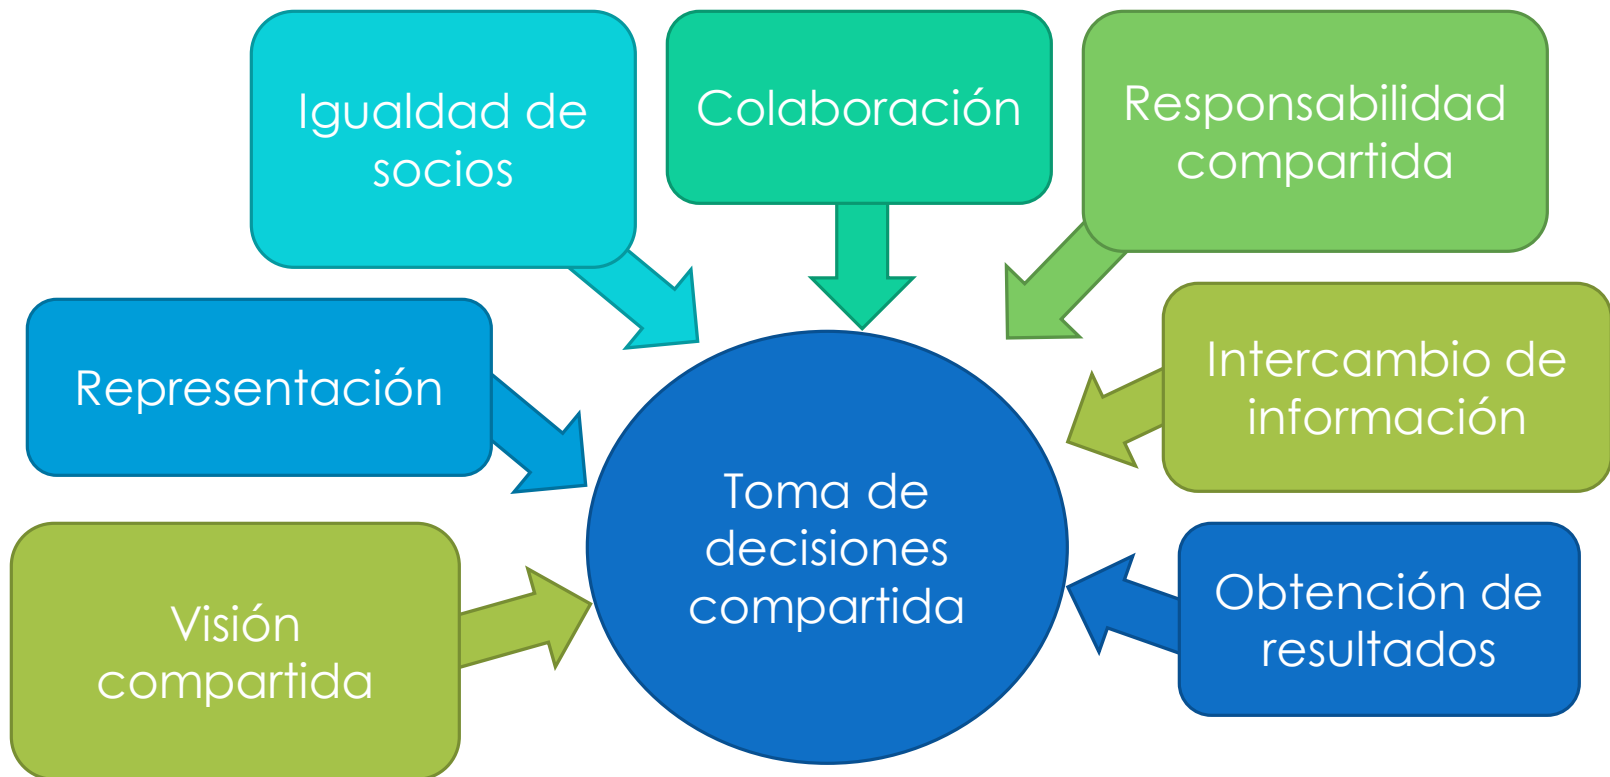 Igualdad de
socios
Colaboración
Responsabilidad
compartida
Representación
Intercambio de
información
Toma de
decisiones
compartida
Visión
compartida
Obtención de
resultados